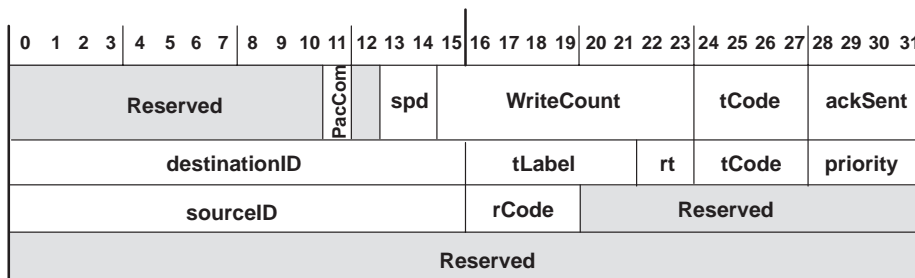 0 1 2 3 4 5 6 7 8 9 10 11 12 13 14 15 16 17 18 19 20 21 22 23 24 25 26 27 28 29 30 31
Reserved PacCom spd WriteCount tCode ackSent
destinationID tLabel rt tCode priority
sourceID rCode Reserved
Reserved